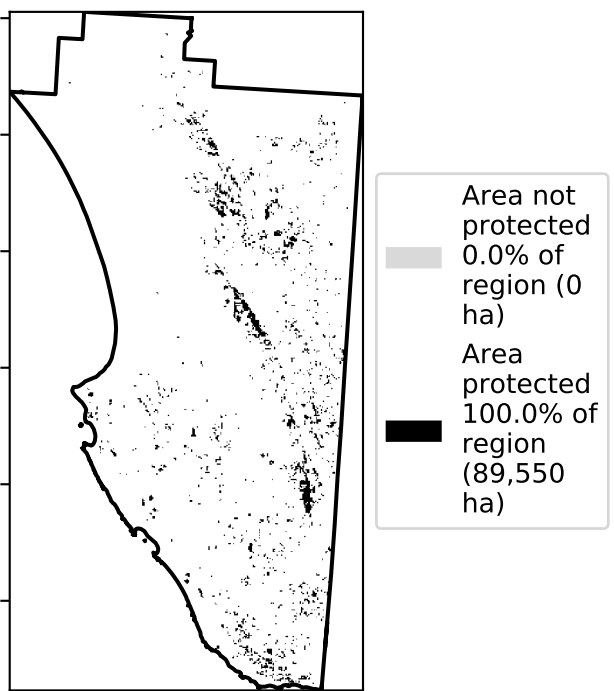 Area not
protected
0.0% of
region (0
ha)
Area
protected
100.0% of
region
(89,550
ha)